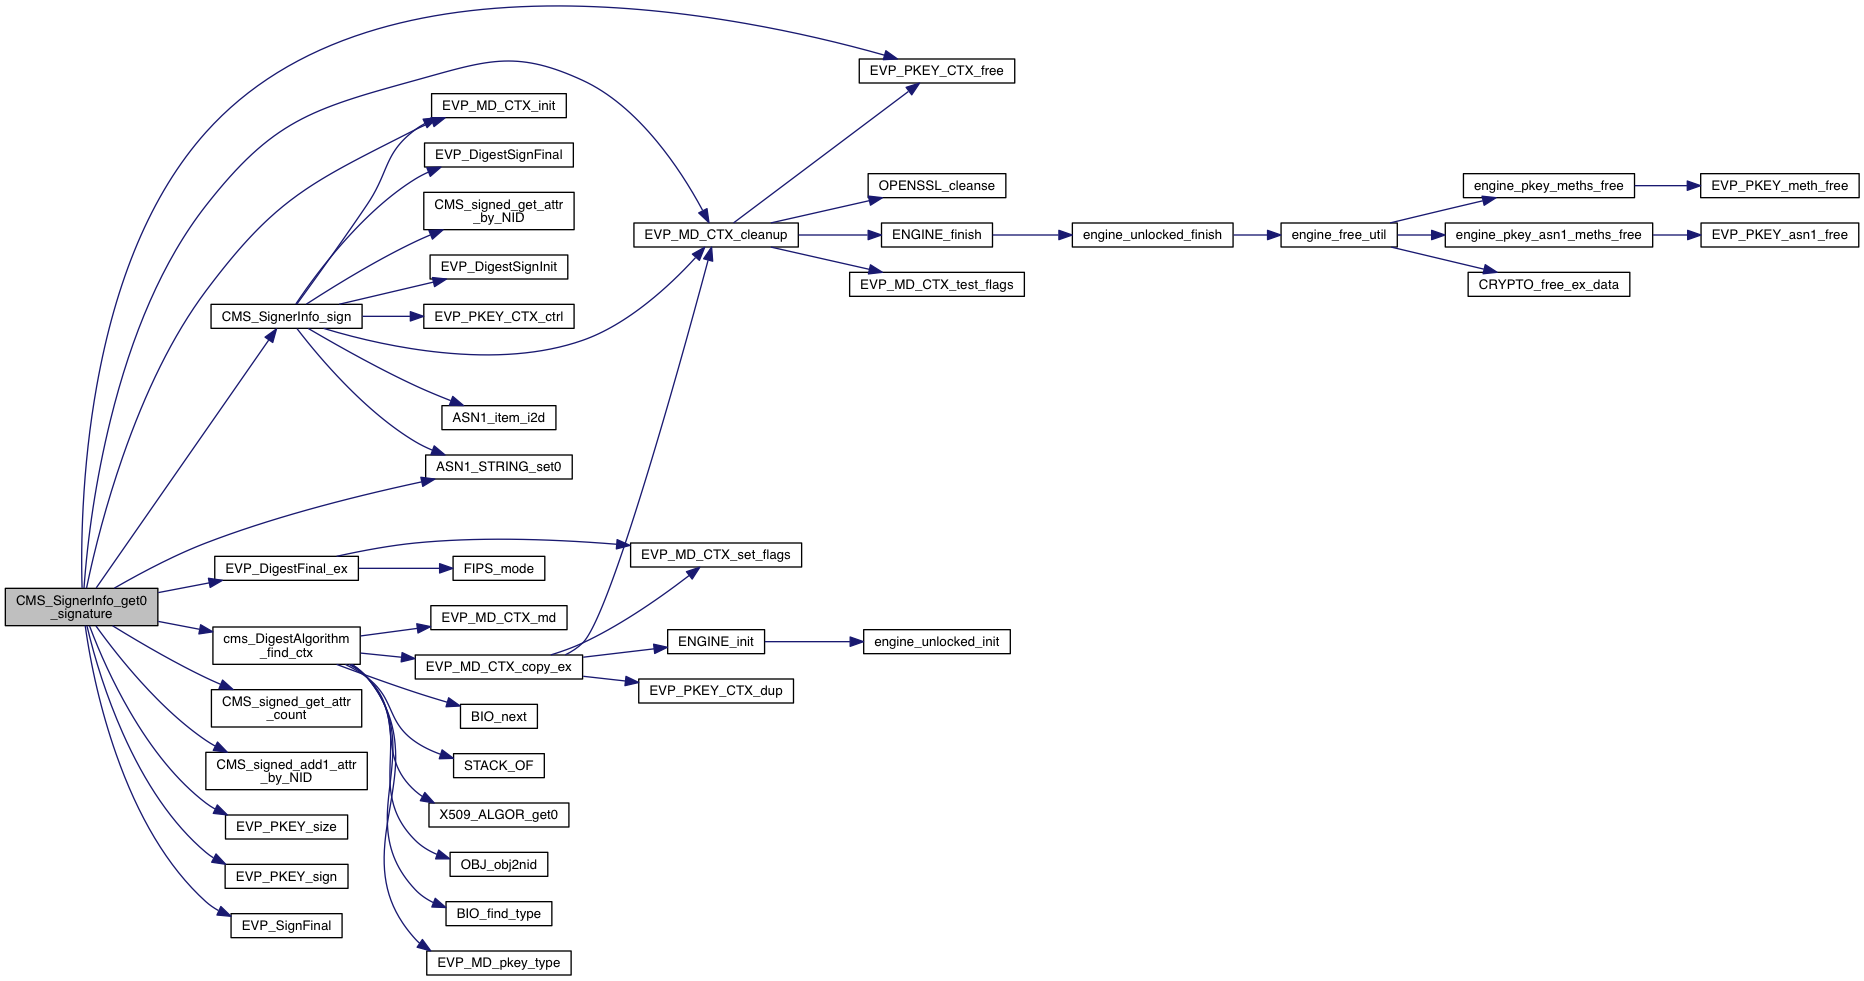 EVP_PKEY_CTX_free
EVP_MD_CTX_init
EVP_DigestSignFinal
CMS_signed_get_attr
_by_NID
EVP_DigestSignInit
CMS_SignerInfo_sign
EVP_PKEY_CTX_ctrl
ASN1_item_i2d
ASN1_STRING_set0
EVP_MD_CTX_cleanup
OPENSSL_cleanse
ENGINE_finish
EVP_MD_CTX_test_flags
engine_unlocked_finish
engine_free_util
engine_pkey_meths_free
engine_pkey_asn1_meths_free
CRYPTO_free_ex_data
EVP_PKEY_meth_free
EVP_PKEY_asn1_free
CMS_SignerInfo_get0
_signature
EVP_DigestFinal_ex
FIPS_mode
EVP_MD_CTX_set_flags
cms_DigestAlgorithm
_find_ctx
EVP_MD_CTX_md
EVP_MD_CTX_copy_ex
ENGINE_init
engine_unlocked_init
EVP_PKEY_CTX_dup
CMS_signed_get_attr
_count
BIO_next
CMS_signed_add1_attr
_by_NID
STACK_OF
EVP_PKEY_size
X509_ALGOR_get0
EVP_PKEY_sign
OBJ_obj2nid
EVP_SignFinal
BIO_find_type
EVP_MD_pkey_type